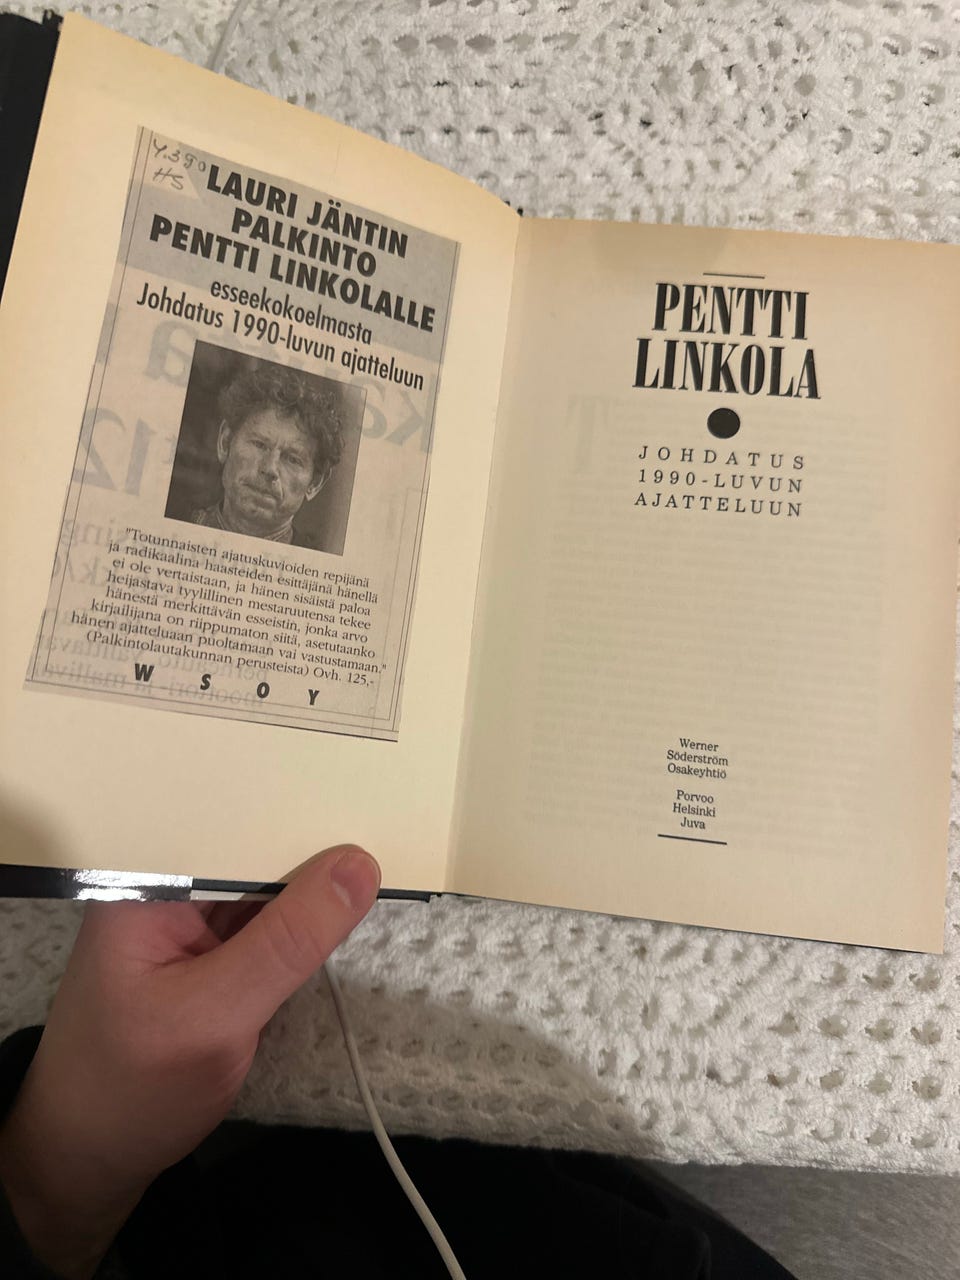 4.3.90
HS
LAURI JÄNTIN
PALKINTO
PENTTI LINKOLALLE
esseekokoelmasta
Johdatus 1990-luvun ajatteluun
"Totunnaisten ajatuskuvioiden repijänä
ja radikaalina haasteiden esittäjänä hänellä
ei ole vertaistaan, ja hänen sisäistä paloa
heijastava tyylillinen mestaruutensa tekee
hänestä merkittävän esseistin, jonka arvo
kirjailijana on riippumaton siitä, asetutaanko
hänen ajatteluaan puoltamaan vai vastustamaan."
(Palkintolautakunnan perusteista) Ovh. 125,-
WSOY
PENTTI
LINKOLA
JOHDATUS
1990-LUVUN
AJATTELUUN
Werner
Söderström
Osakeyhtiö
Porvoo
Helsinki
Juva